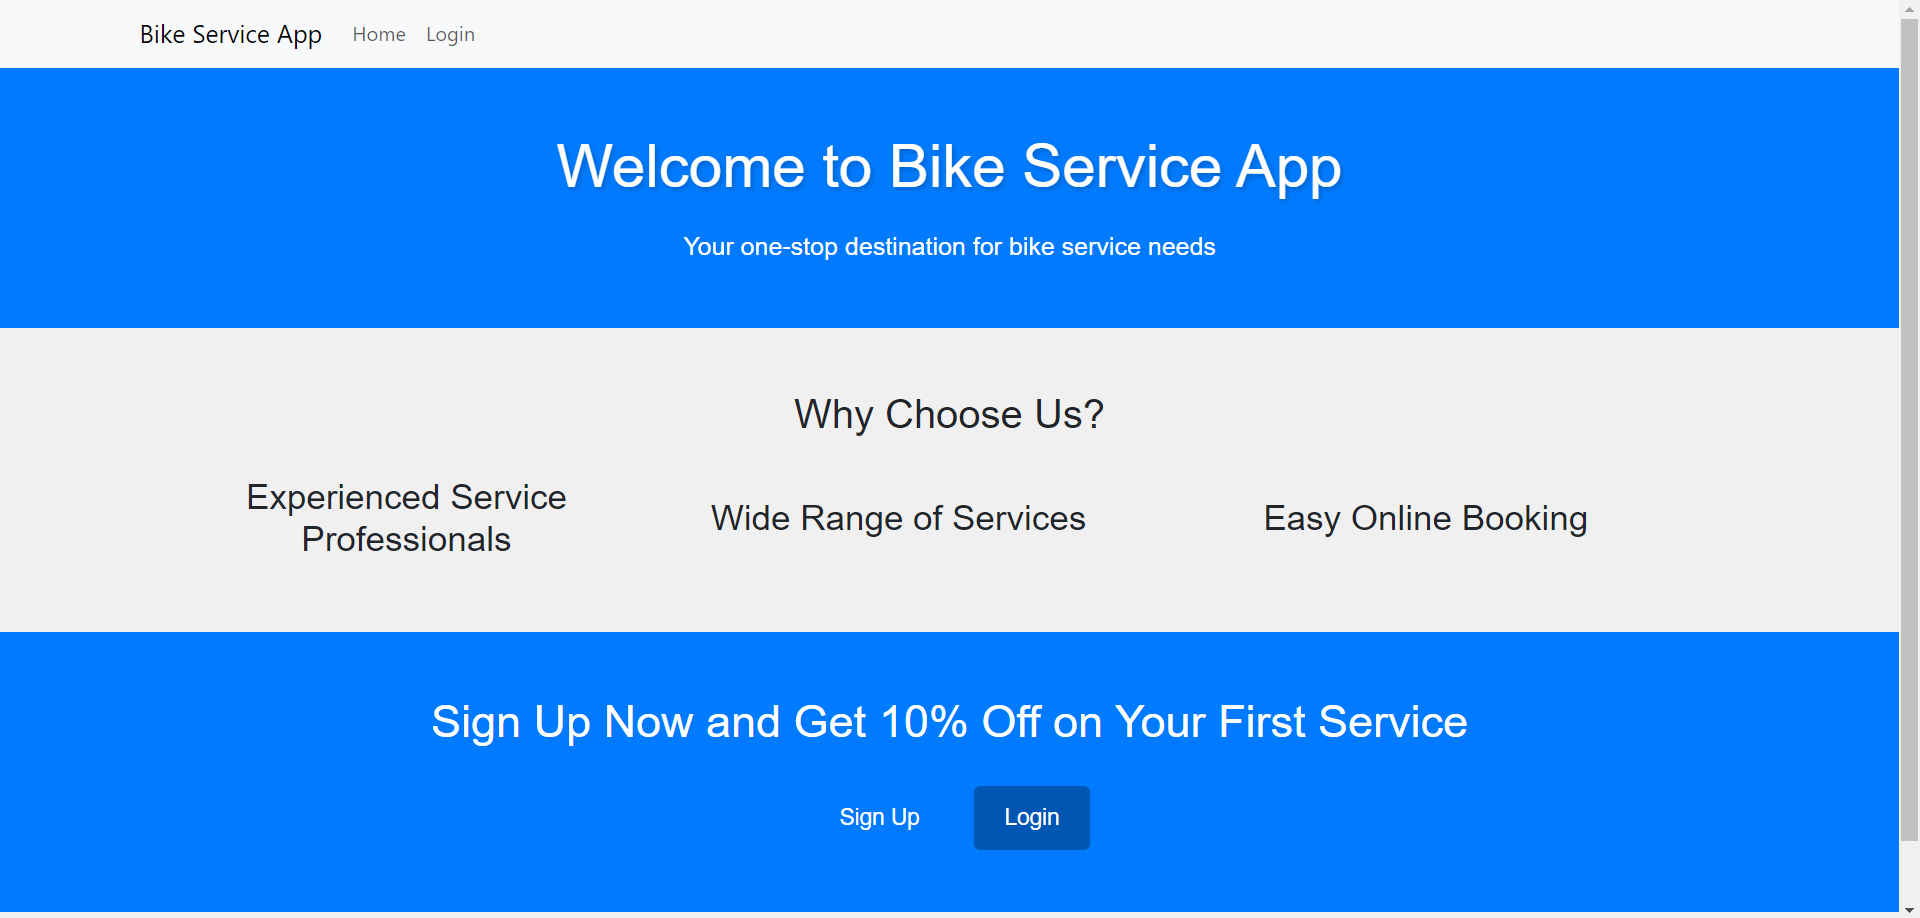 Bike Service App Home Login
Welcome to Bike Service App
Your one-stop destination for bike service needs
Why Choose Us?
Experienced Service
Professionals
Wide Range of Services
Easy Online Booking
Sign Up Now and Get 10% Off on Your First Service
Sign Up Login